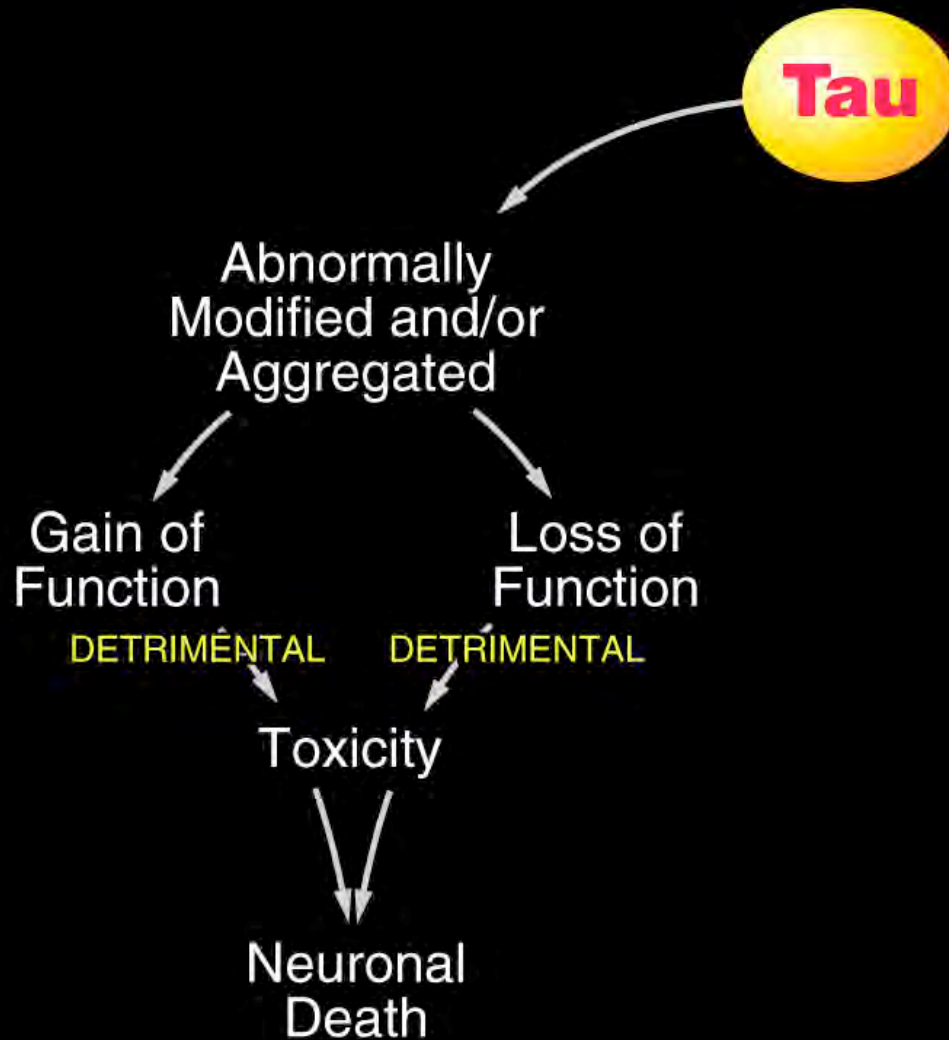 Tau
Abnormally
Modified and/or
Aggregated
Gain of
Function
Loss of
Function
DETRIMENTAL
DETRIMENTAL
Toxicity
Neuronal
Death